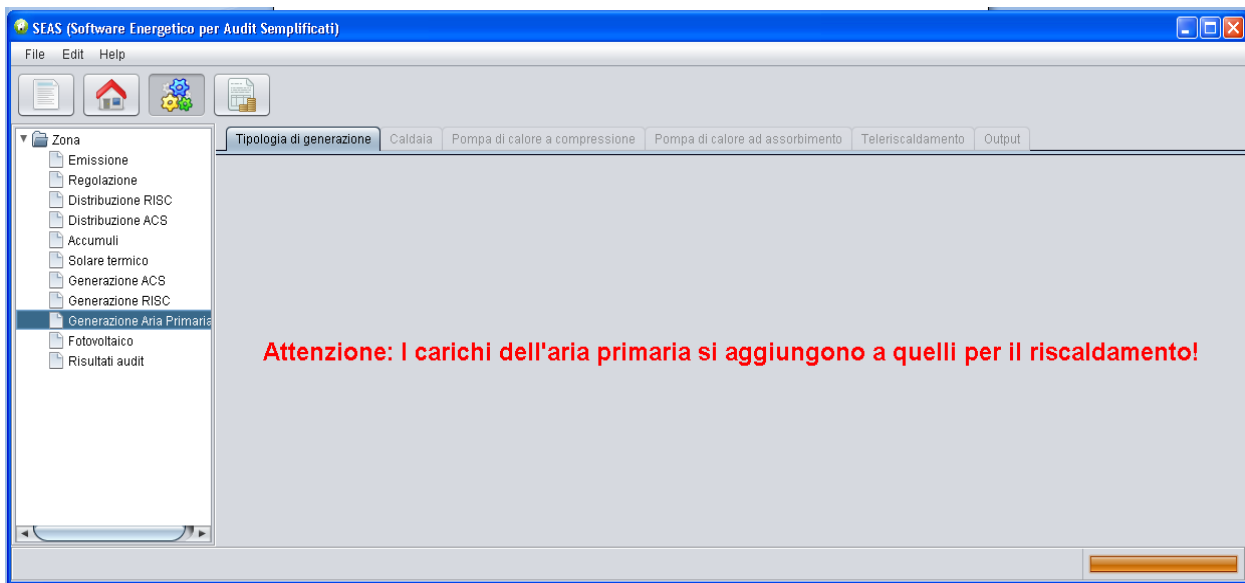 SEAS (Software Energetico per Audit Semplificati)
File Edit Help
Zona
Emissione
Regolazione
Distribuzione RISC
Distribuzione ACS
Accumuli
Solare termico
Generazione ACS
Generazione RISC
Generazione Aria Primaria
Fotovoltaico
Risultati audit
Tipologia di generazione Caldaia Pompa di calore a compressione Pompa di calore ad assorbimento Teleriscaldamento Output
Attenzione: I carichi dell'aria primaria si aggiungono a quelli per il riscaldamento!